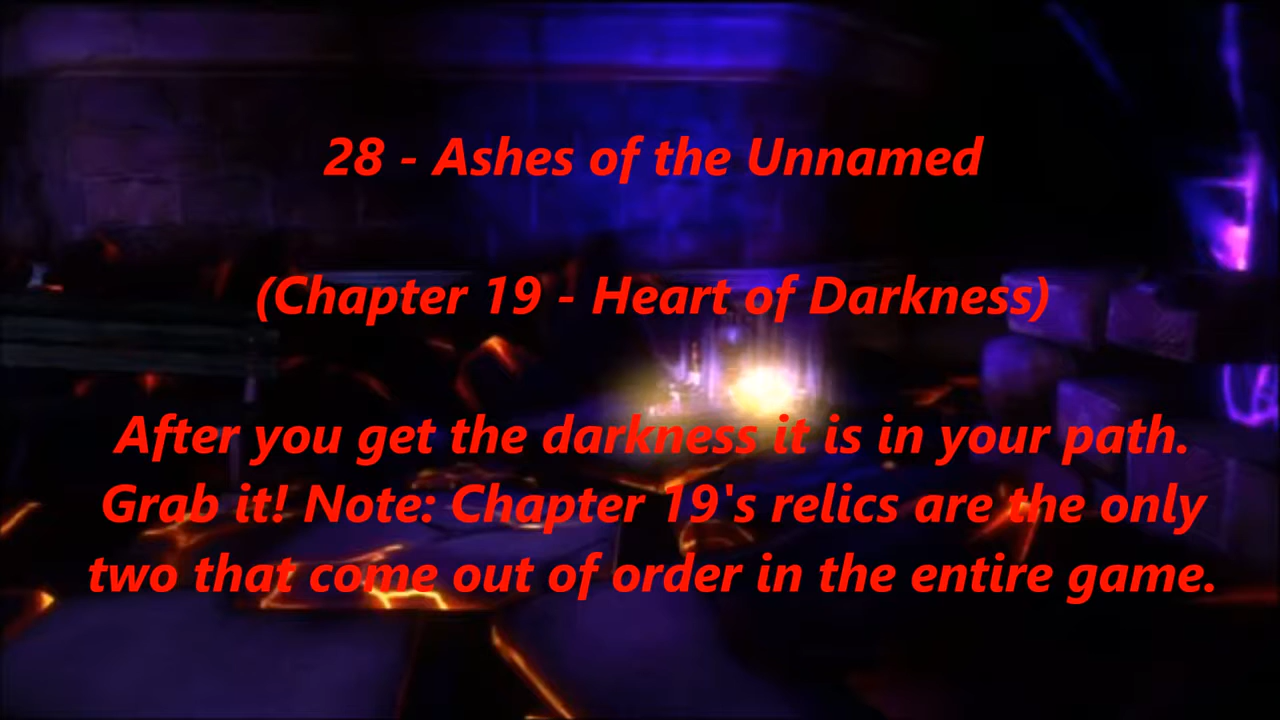 28 - Ashes of the Unnamed
(Chapter 19 - Heart of Darkness)
After you get the darkness it is in your path.
Grab it! Note: Chapter 19's relics are the only
two that come out of order in the entire game.